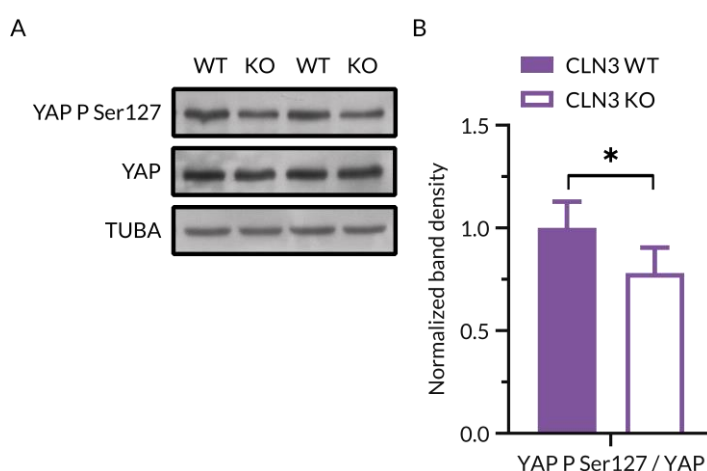 A
WT KO WT KO
YAP P Ser127
YAP
TUBA
B
CLN3 WT
CLN3 KO
Normalized band density
1.5
1.0
0.5
0.0
*
YAP P Ser127 / YAP